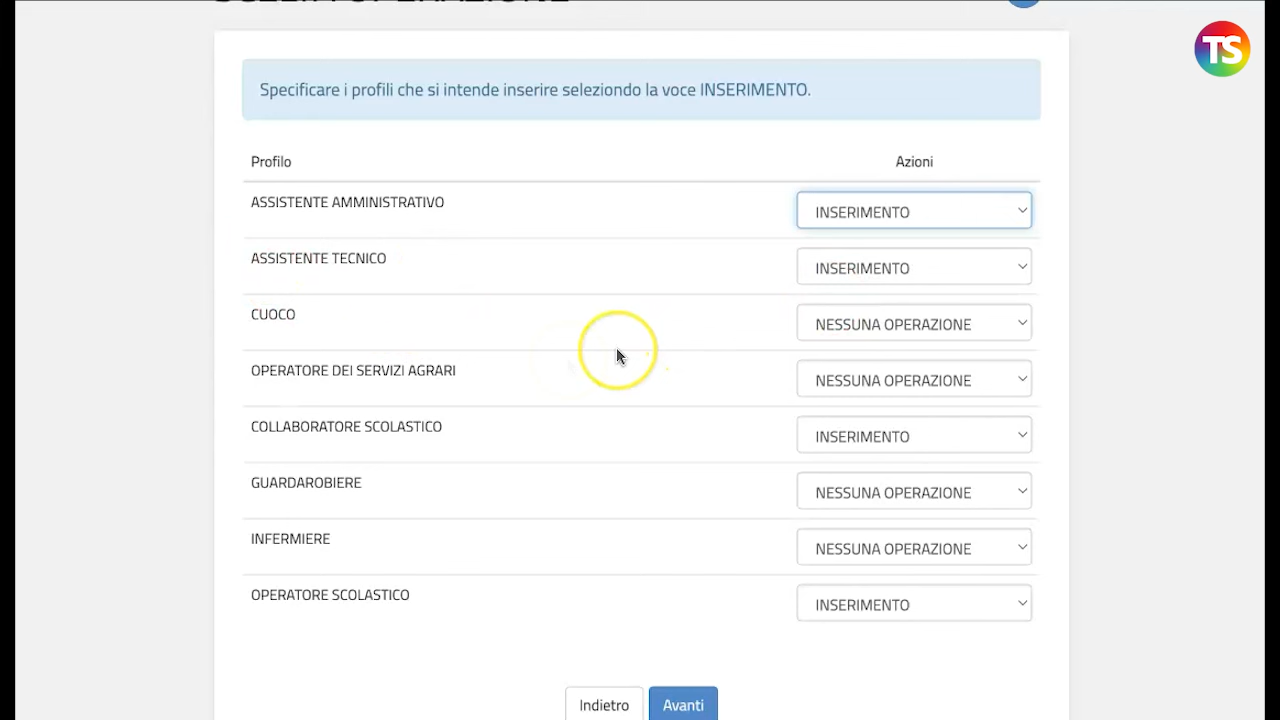 SCELTA OPERAZIONE
TS
Specificare i profili che si intende inserire seleziondo la voce INSERIMENTO.
Profilo Azioni
ASSISTENTE AMMINISTRATIVO INSERIMENTO
ASSISTENTE TECNICO INSERIMENTO
CUOCO NESSUNA OPERAZIONE
OPERATORE DEI SERVIZI AGRARI NESSUNA OPERAZIONE
COLLABORATORE SCOLASTICO INSERIMENTO
GUARDAROBIERE NESSUNA OPERAZIONE
INFERMIERE NESSUNA OPERAZIONE
OPERATORE SCOLASTICO INSERIMENTO
Indietro Avanti